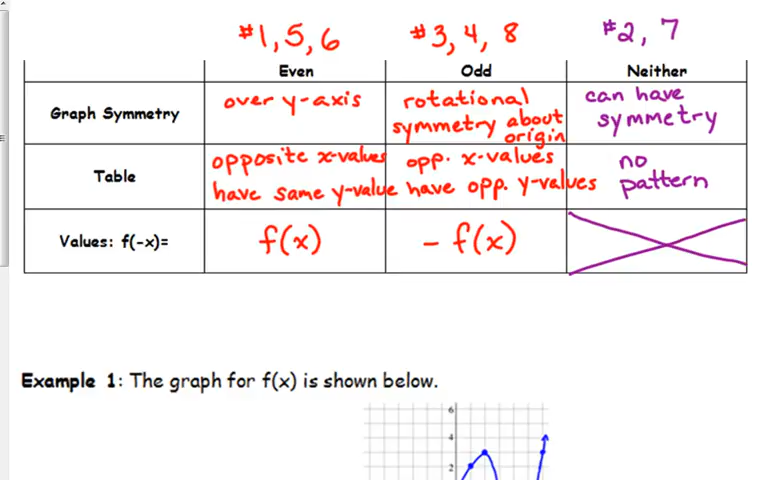 #1, 5, 6 #3, 4, 8 #2, 7
Even Odd Neither
Graph Symmetry
over y-axis
rotational
symmetry about
origin
can have
symmetry
Table
opposite x-values
have same y-value
opp. x-values
have opp. y-values
no
pattern
Values: f(-x)=
f(x)
- f(x)
Example 1: The graph for f(x) is shown below.
6
4
2